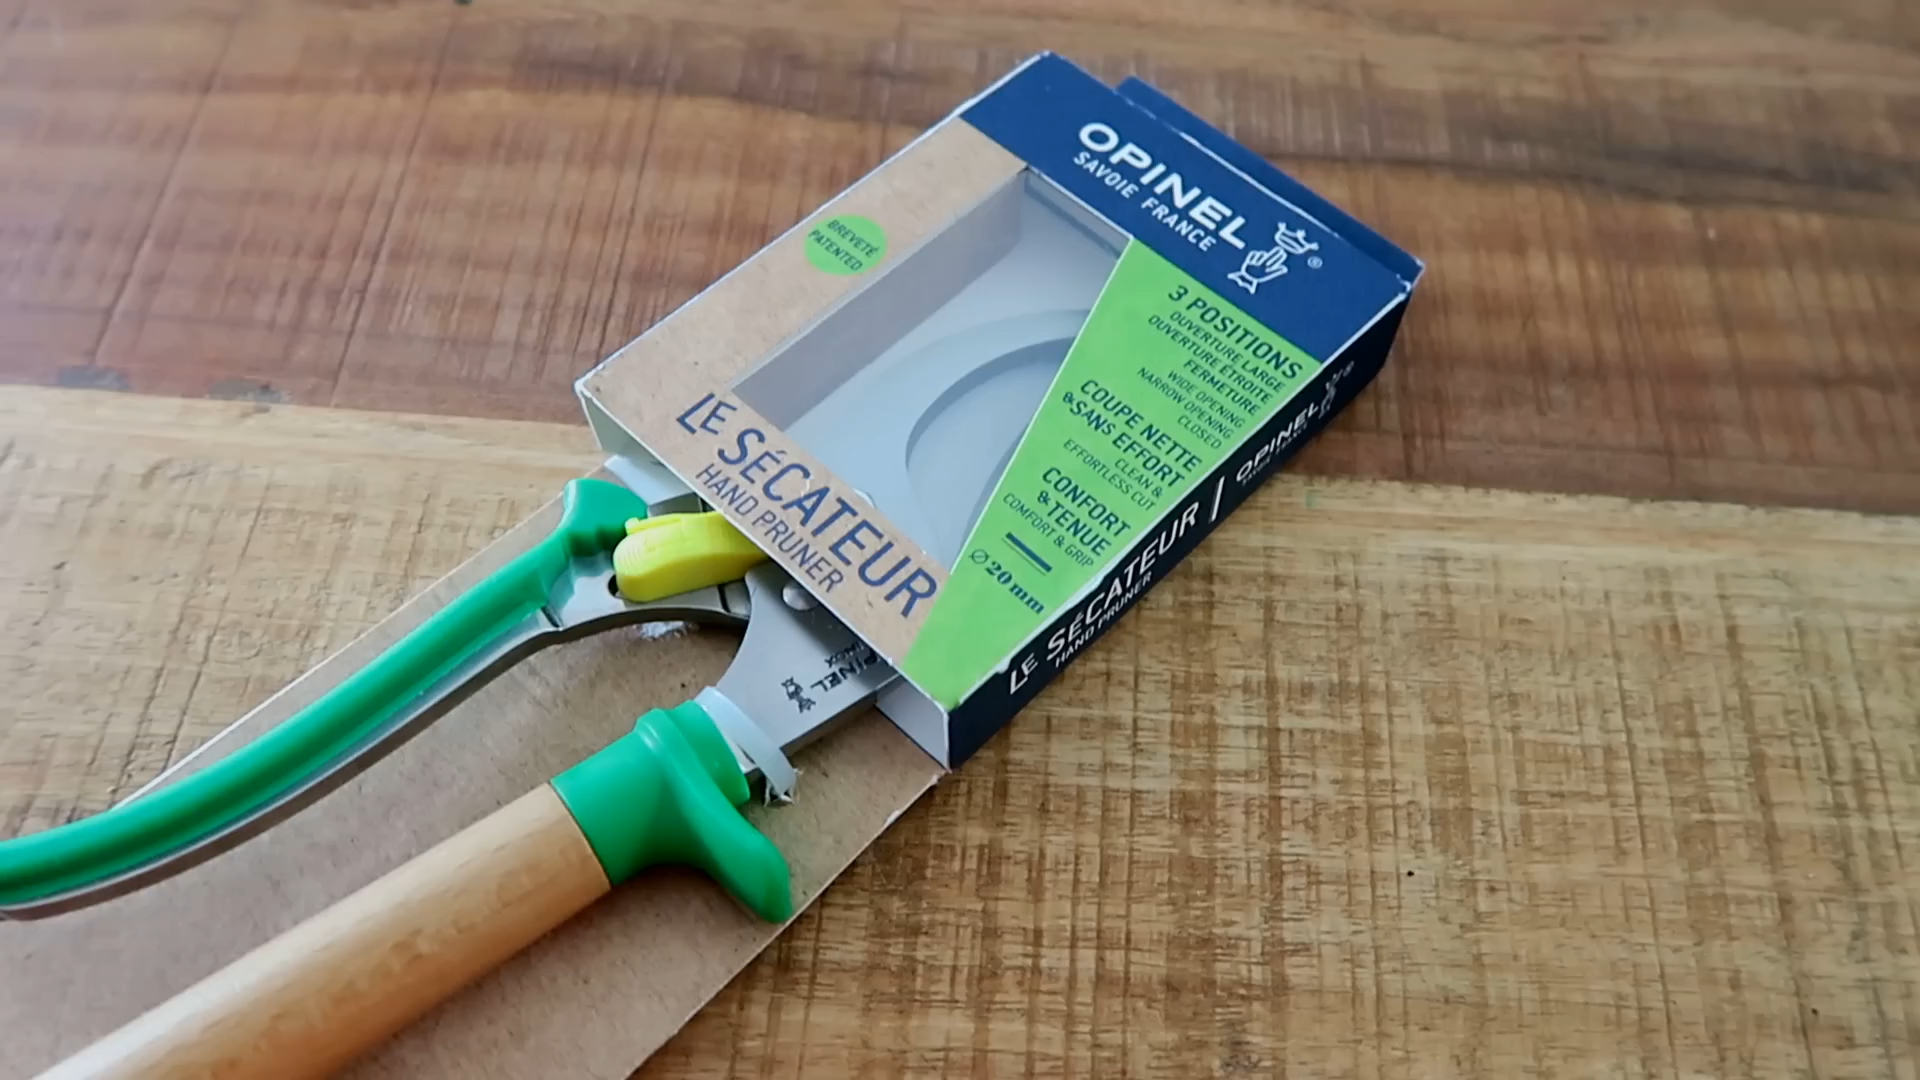 OPINEL
SAVOIE FRANCE
®
BREVETÉ
PATENTED
3 POSITIONS
OUVERTURE LARGE
OUVERTURE ÉTROITE
FERMETURE
WIDE OPENING
NARROW OPENING
CLOSED
COUPE NETTE
& SANS EFFORT
CLEAN &
EFFORTLESS CUT
CONFORT
& TENUE
COMFORT & GRIP
Ø 20 mm
LE SÉCATEUR
HAND PRUNER
LE SÉCATEUR | OPINEL
HAND PRUNER
SAVOIE FRANCE
®